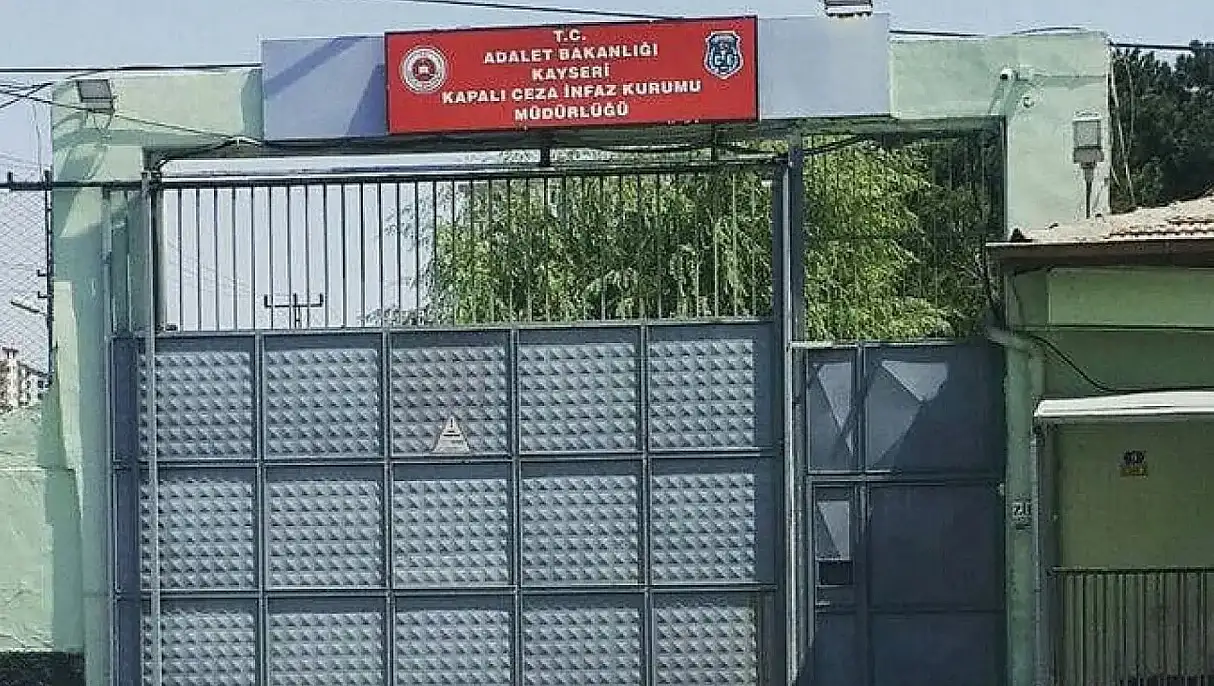 T.C.
ADALET BAKANLIĞI
KAYSERİ
KAPALI CEZA İNFAZ KURUMU
MÜDÜRLÜĞÜ